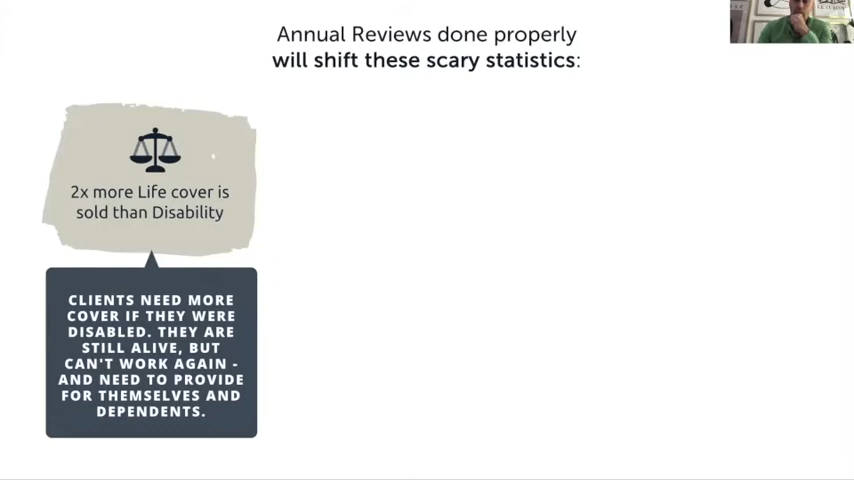 Annual Reviews done properly
will shift these scary statistics:
2x more Life cover is
sold than Disability
CLIENTS NEED MORE
COVER IF THEY WERE
DISABLED. THEY ARE
STILL ALIVE, BUT
CAN'T WORK AGAIN -
AND NEED TO PROVIDE
FOR THEMSELVES AND
DEPENDENTS.